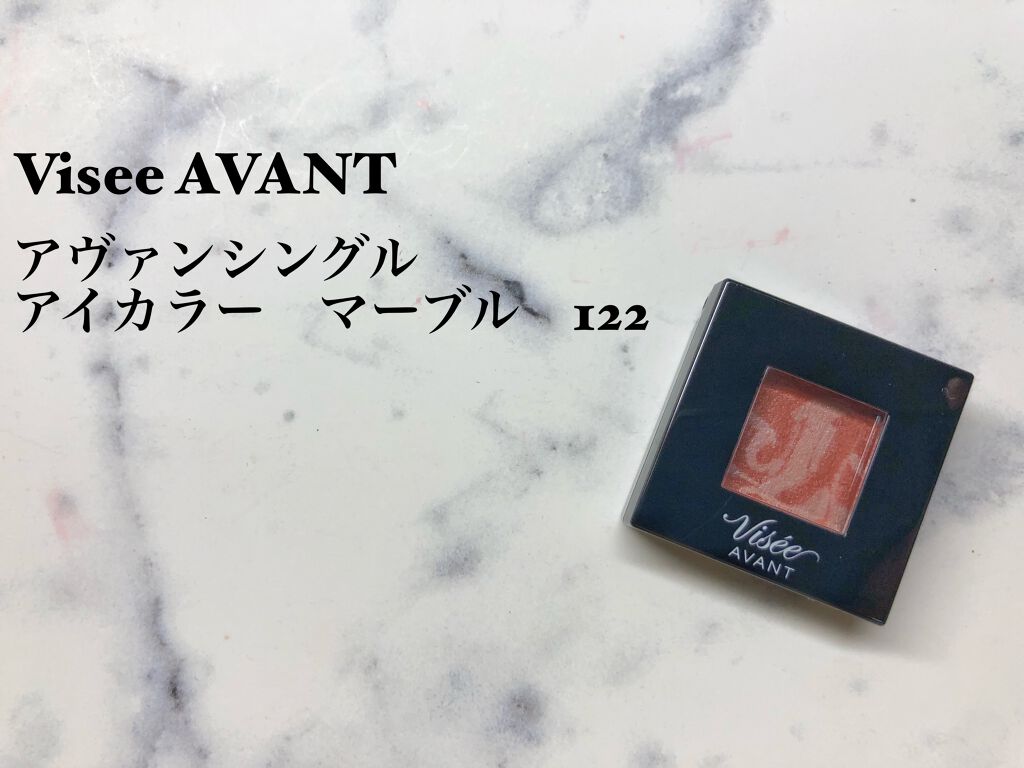 Visee AVANT
アヴァンシングル
アイカラー　マーブル　122
Visée
AVANT